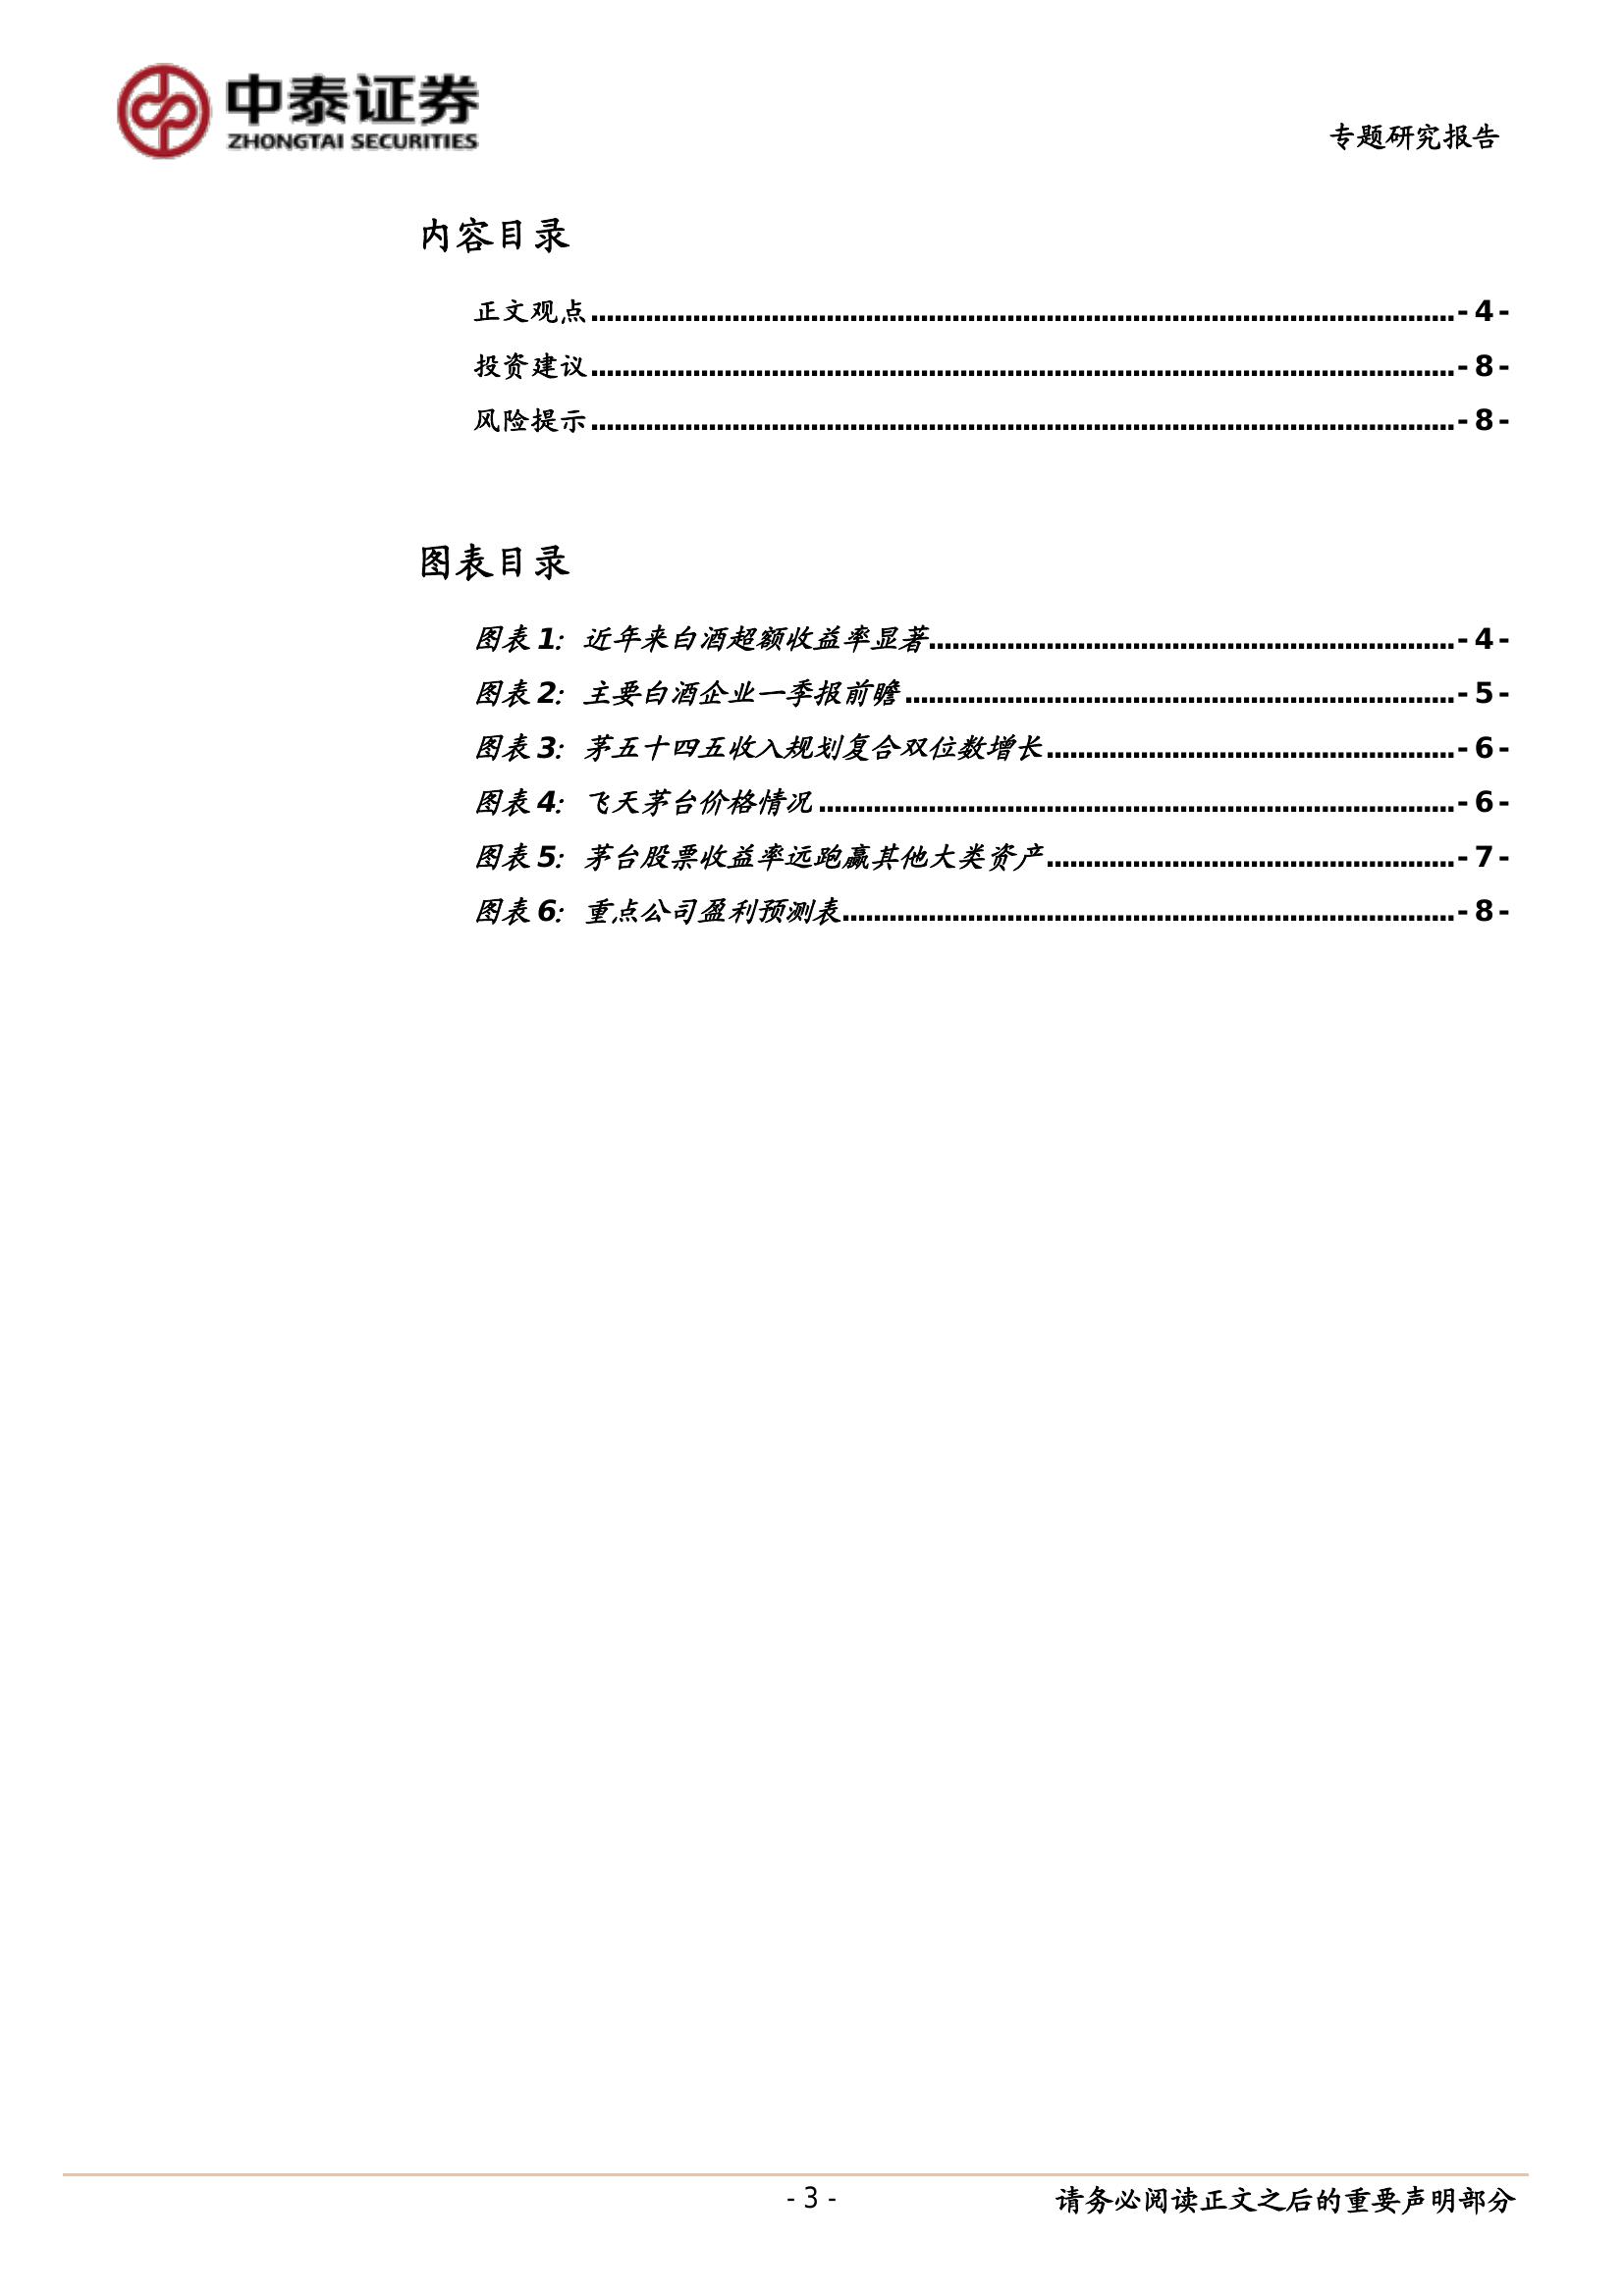 中泰证券
ZHONGTAI SECURITIES
专题研究报告
内容目录
正文观点........................................................................................................- 4 -
投资建议........................................................................................................- 8 -
风险提示........................................................................................................- 8 -
图表目录
图表 1：近年来白酒超额收益率显著................................................................- 4 -
图表 2：主要白酒企业一季报前瞻...................................................................- 5 -
图表 3：茅五十四五收入规划复合双位数增长..................................................- 6 -
图表 4：飞天茅台价格情况.............................................................................- 6 -
图表 5：茅台股票收益率远跑赢其他大类资产..................................................- 7 -
图表 6：重点公司盈利预测表..........................................................................- 8 -
- 3 -
请务必阅读正文之后的重要声明部分